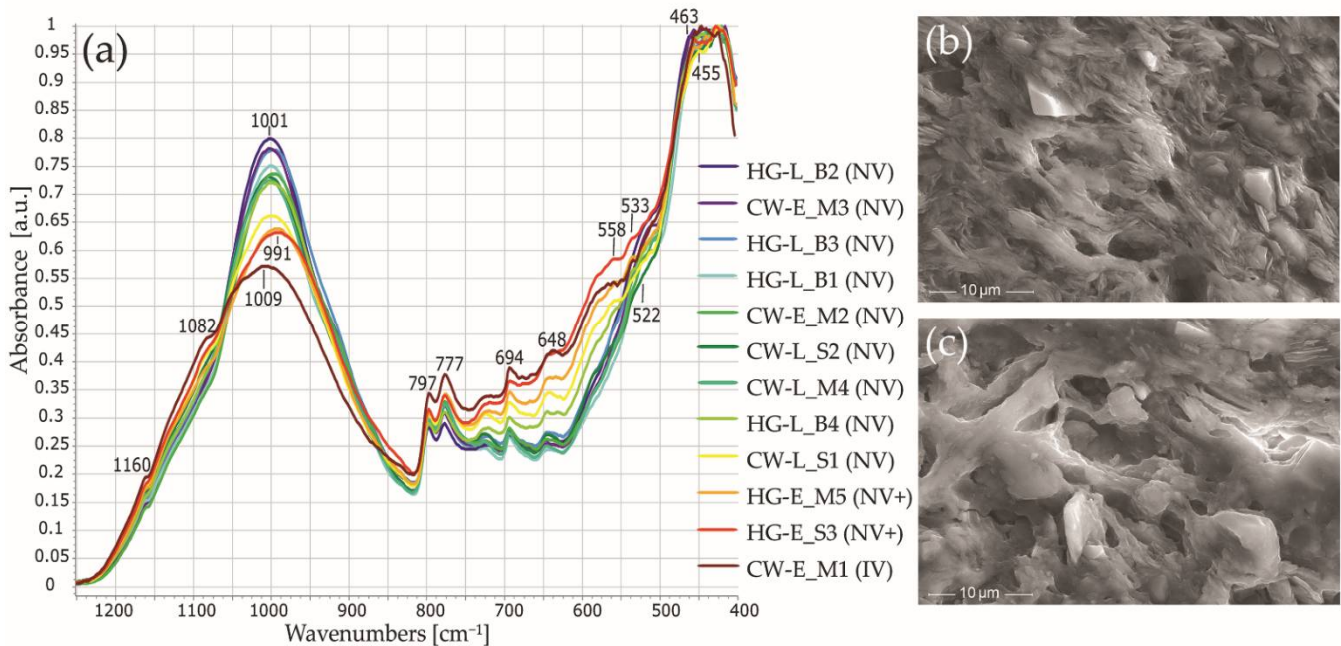 (a)
Absorbance [a.u.]
1
0.95
0.9
0.85
0.8
0.75
0.7
0.65
0.6
0.55
0.5
0.45
0.4
0.35
0.3
0.25
0.2
0.15
0.1
0.05
0
1160
1082
1001
991
1009
797
777
694
648
558
533
522
463
455
1200
1100
1000
900
800
700
600
500
400
Wavenumbers [cm⁻¹]
HG-L_B2 (NV)
CW-E_M3 (NV)
HG-L_B3 (NV)
HG-L_B1 (NV)
CW-E_M2 (NV)
CW-L_S2 (NV)
CW-L_M4 (NV)
HG-L_B4 (NV)
CW-L_S1 (NV)
HG-E_M5 (NV+)
HG-E_S3 (NV+)
CW-E_M1 (IV)
(b)
10 µm
(c)
10 µm